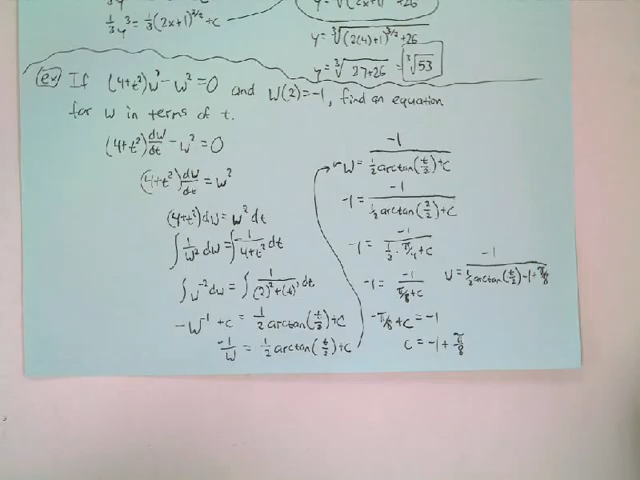 1/3 y³ = 1/3 (2x+1)^(3/2) + C
y = ∛((2(4)+1)^(3/2) + 26
y = ∛(27+26) = ∛53
(ex) If (4+t²)w' - w² = 0 and w(2) = -1, find an equation
for w in terms of t.
(4+t²) dw/dt - w² = 0
(4+t²) dw/dt = w²
(4+t²)dw = w² dt
∫ 1/w² dw = ∫ 1/(4+t²) dt
∫ w^-2 dw = ∫ 1/((2)²+(t)²) dt
-w^-1 + c = 1/2 arctan(t/2) + c
-1/w = 1/2 arctan(t/2) + c
w = -1/(1/2 arctan(t/2) + c)
-1 = -1/(1/2 arctan(2/2) + c)
-1 = -1/(1/2 · π/4 + c)
-1 = -1/(π/8 + c)
-π/8 + c = -1
c = -1 + π/8
w = -1/(1/2 arctan(t/2) - 1 + π/8)